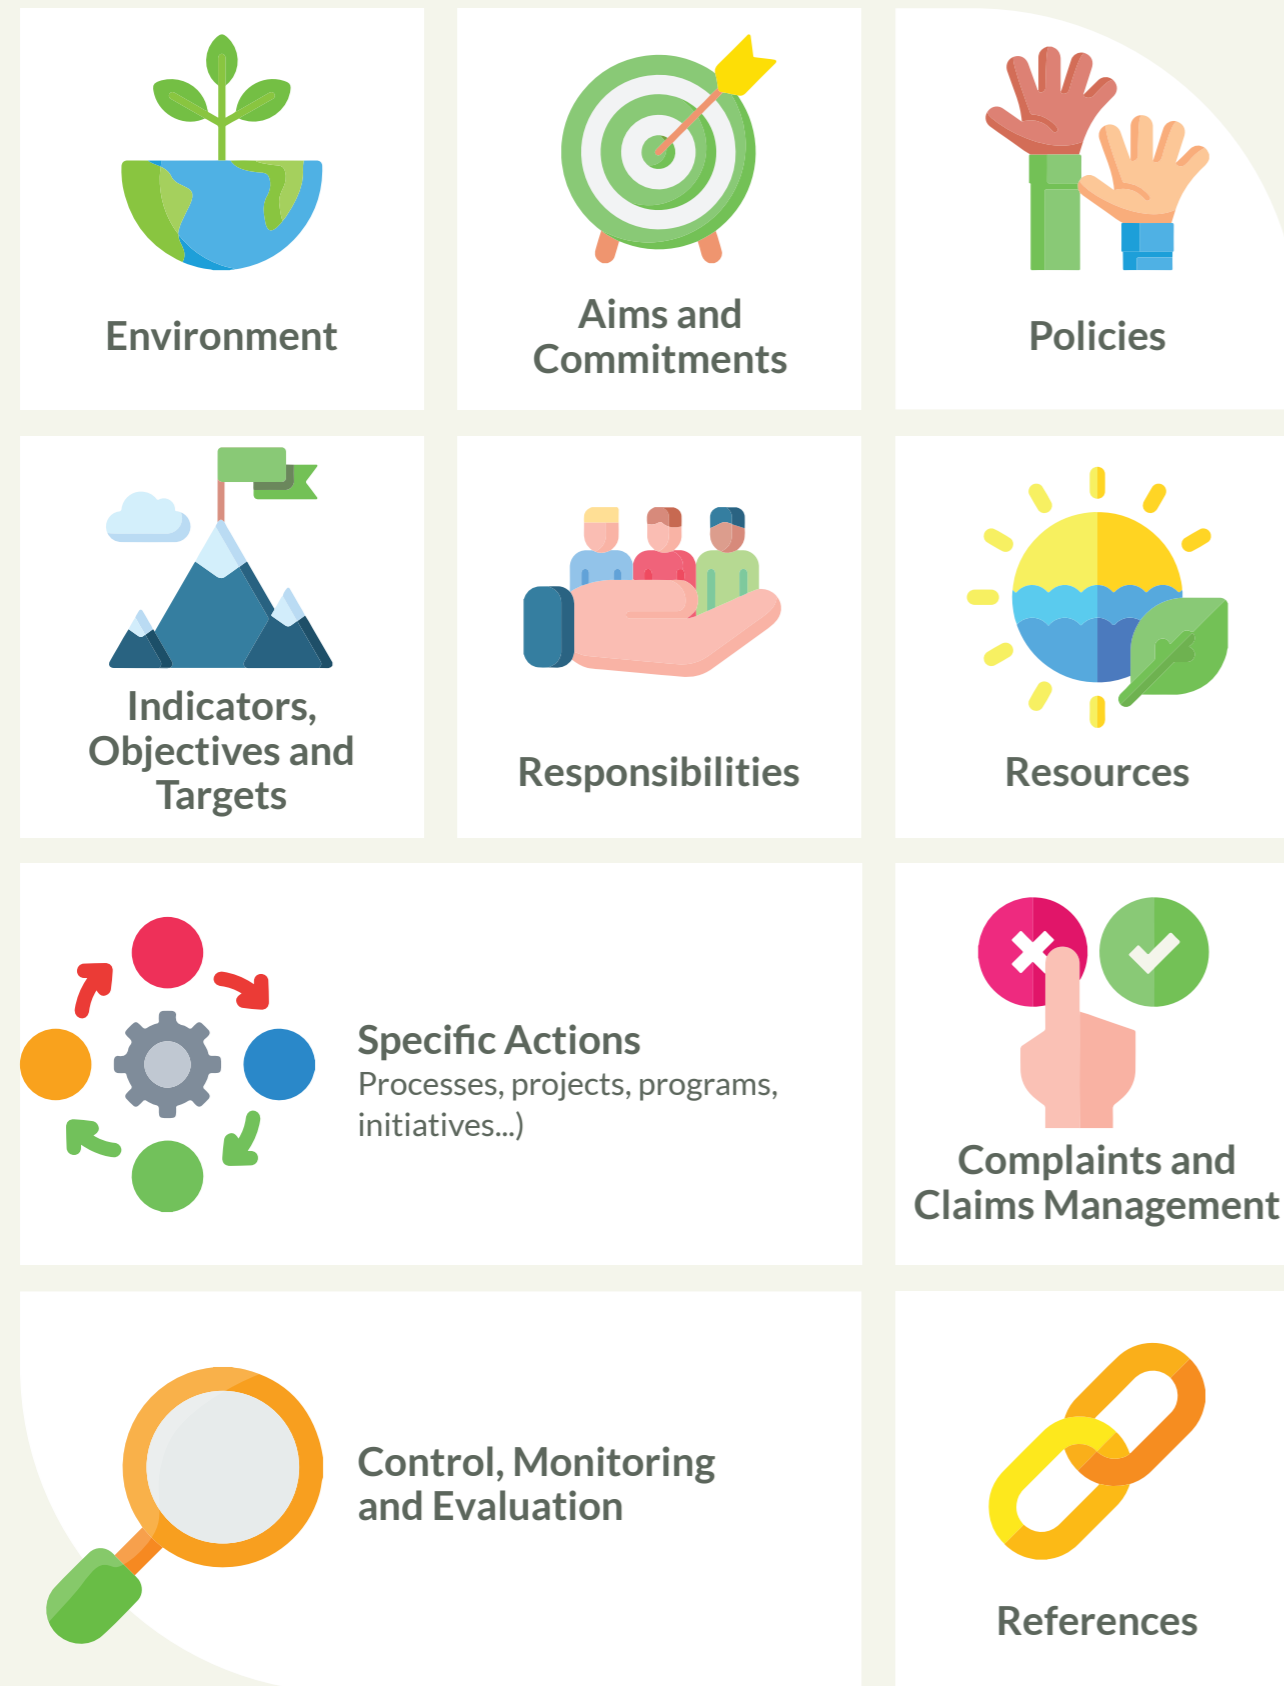 Environment
Aims and
Commitments
Policies
Indicators,
Objectives and
Targets
Responsibilities
Resources
Specific Actions
Processes, projects, programs,
initiatives...)
Complaints and
Claims Management
Control, Monitoring
and Evaluation
References